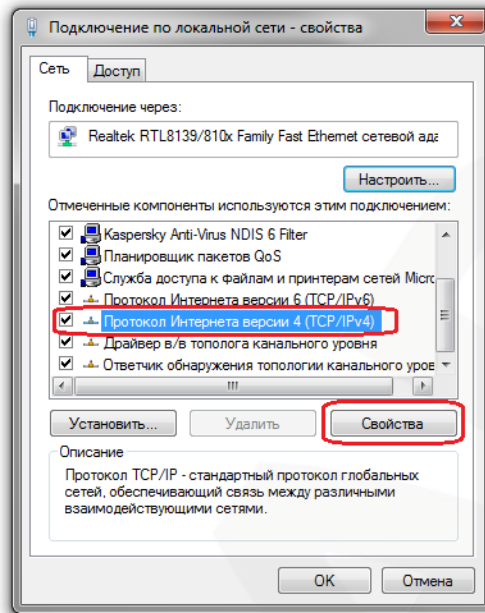 Подключение по локальной сети - свойства
Сеть
Доступ
Подключение через:
Realtek RTL8139/810x Family Fast Ethernet сетевой ада
Настроить...
Отмеченные компоненты используются этим подключением:
Kaspersky Anti-Virus NDIS 6 Filter
Планировщик пакетов QoS
Служба доступа к файлам и принтерам сетей Micro
Протокол Интернета версии 6 (TCP/IPv6)
Протокол Интернета версии 4 (TCP/IPv4)
Драйвер в/в тополога канального уровня
Ответчик обнаружения топологии канального уров
Установить...
Удалить
Свойства
Описание
Протокол TCP/IP - стандартный протокол глобальных
сетей, обеспечивающий связь между различными
взаимодействующими сетями.
OK
Отмена